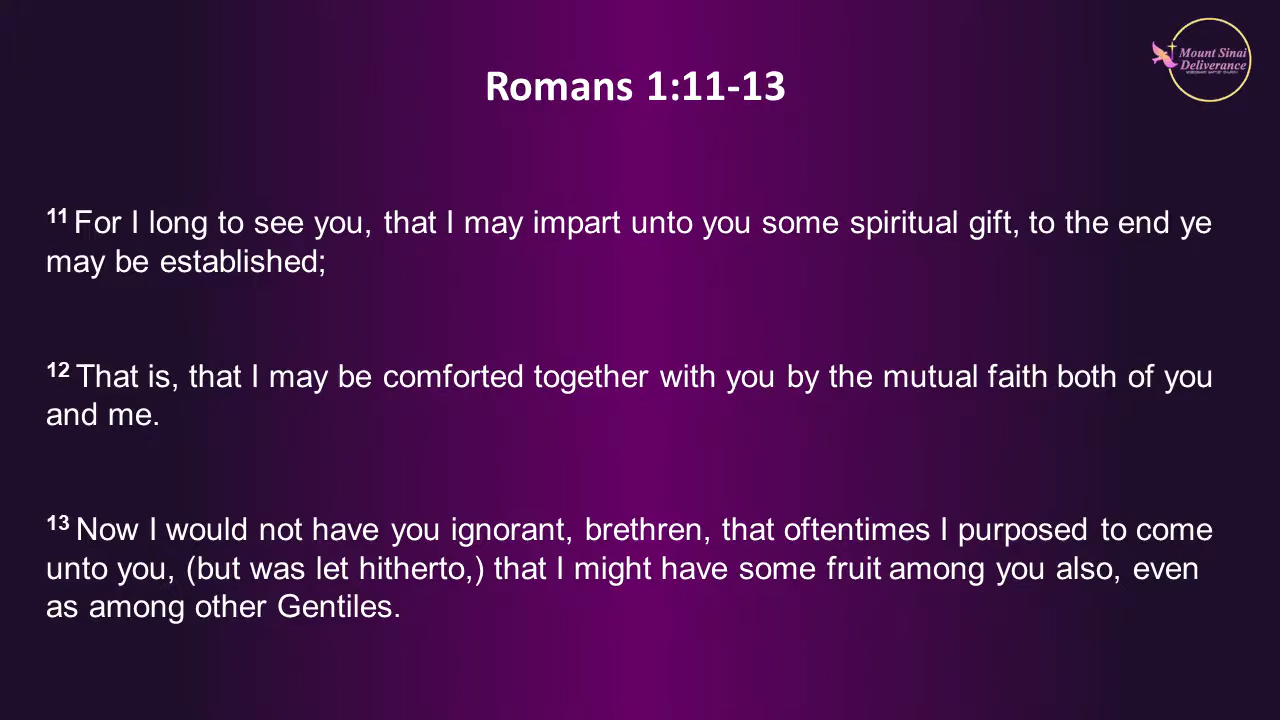 Mount Sinai
Deliverance
MISSIONARY BAPTIST CHURCH
Romans 1:11-13
11 For I long to see you, that I may impart unto you some spiritual gift, to the end ye
may be established;
12 That is, that I may be comforted together with you by the mutual faith both of you
and me.
13 Now I would not have you ignorant, brethren, that oftentimes I purposed to come
unto you, (but was let hitherto,) that I might have some fruit among you also, even
as among other Gentiles.